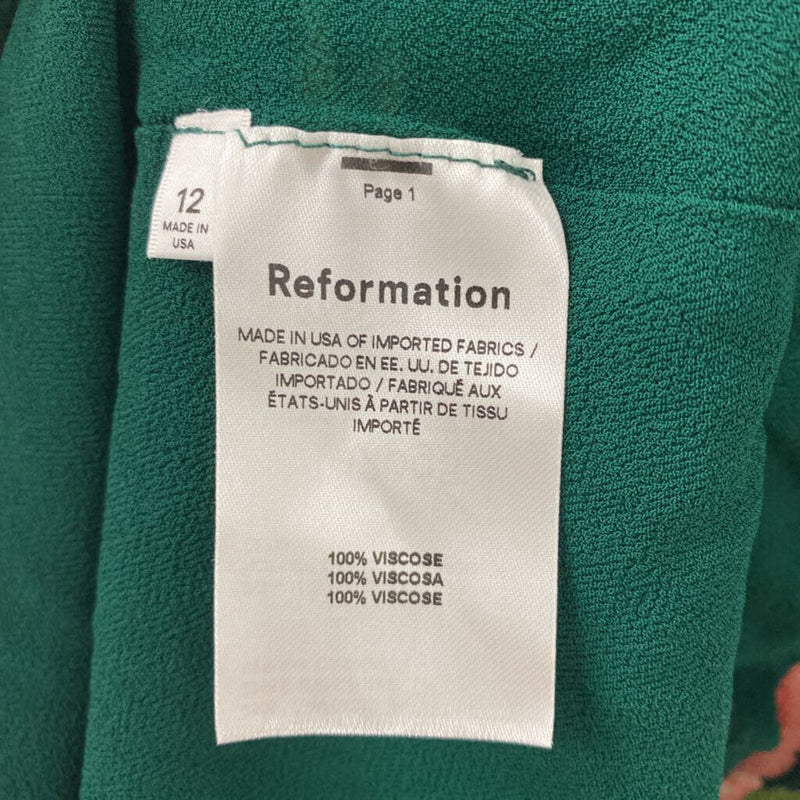 12
MADE IN
USA
Page 1
Reformation
MADE IN USA OF IMPORTED FABRICS /
FABRICADO EN EE. UU. DE TEJIDO
IMPORTADO / FABRIQUÊ AUX
ÉTATS-UNIS À PARTIR DE TISSU
IMPORTÉ
100% VISCOSE
100% VISCOSA
100% VISCOSE